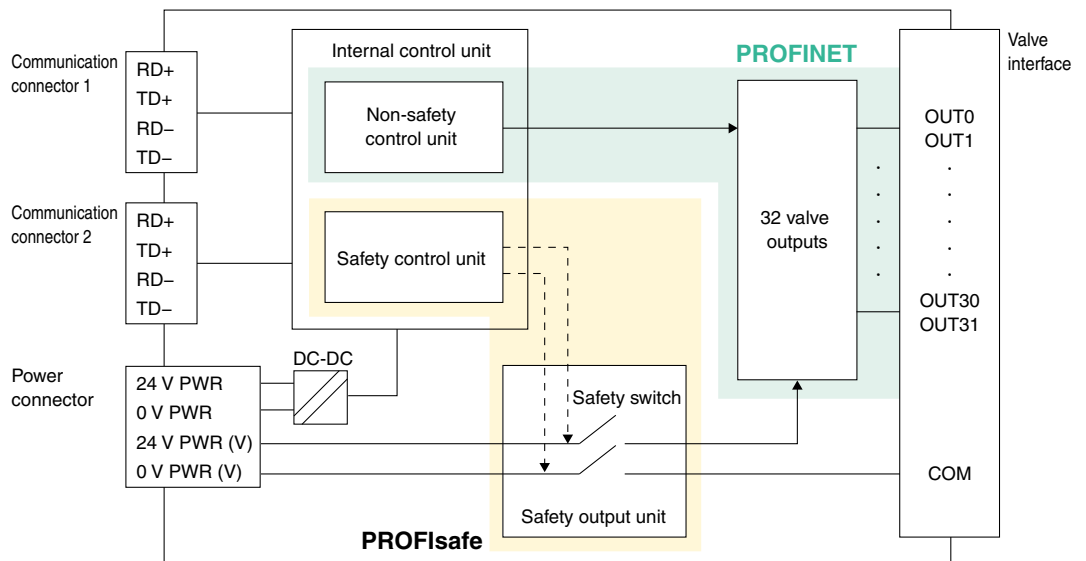 Communication
connector 1
RD+
TD+
RD−
TD−
Internal control unit
PROFINET
Valve
interface
Non-safety
control unit
OUT0
OUT1
Communication
connector 2
RD+
TD+
RD−
TD−
Safety control unit
32 valve
outputs
OUT30
OUT31
Power
connector
24 V PWR
0 V PWR
24 V PWR (V)
0 V PWR (V)
DC-DC
Safety switch
COM
Safety output unit
PROFIsafe